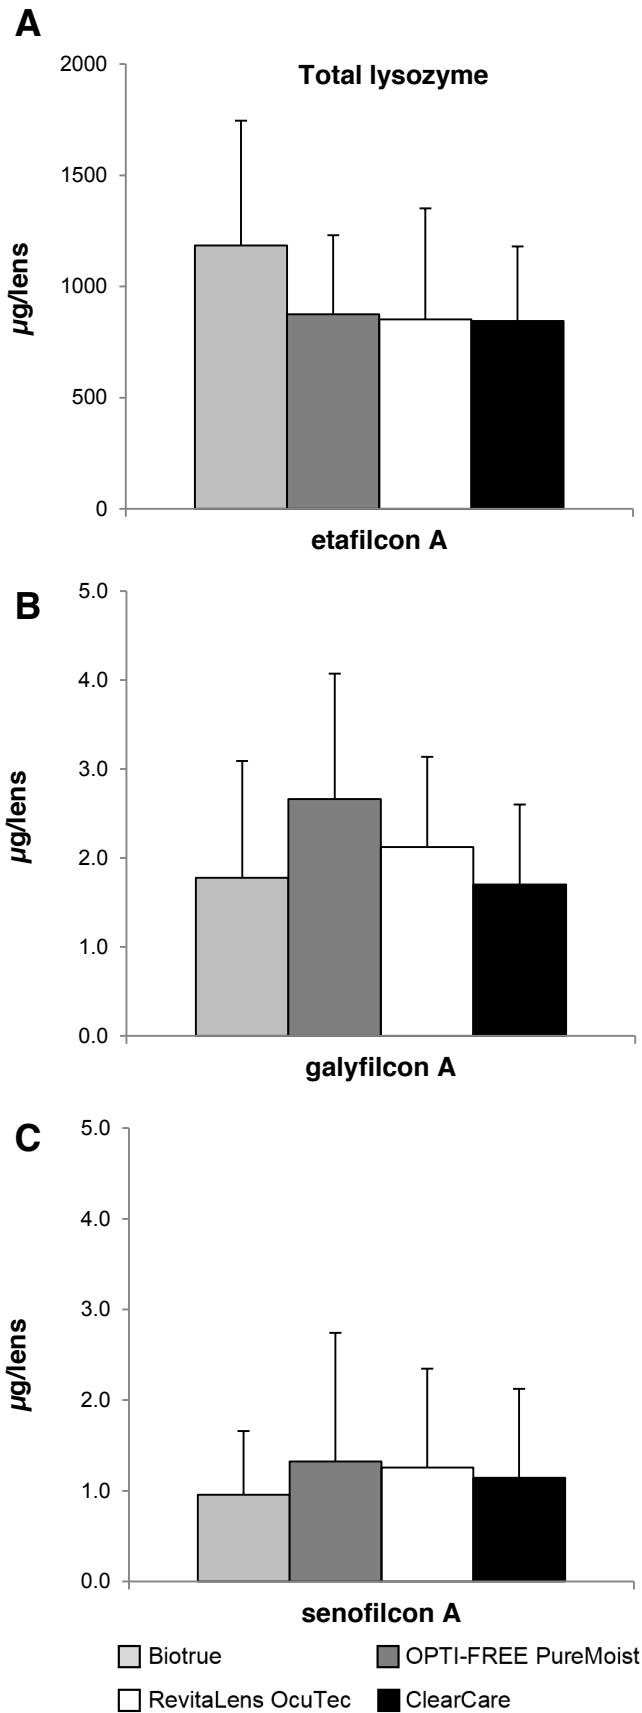 A
Total lysozyme
2000
1500
1000
500
0
µg/lens
etafilcon A
B
5.0
4.0
3.0
2.0
1.0
0.0
µg/lens
galyfilcon A
C
5.0
4.0
3.0
2.0
1.0
0.0
µg/lens
senofilcon A
Biotrue
OPTI-FREE PureMoist
RevitaLens OcuTec
ClearCare